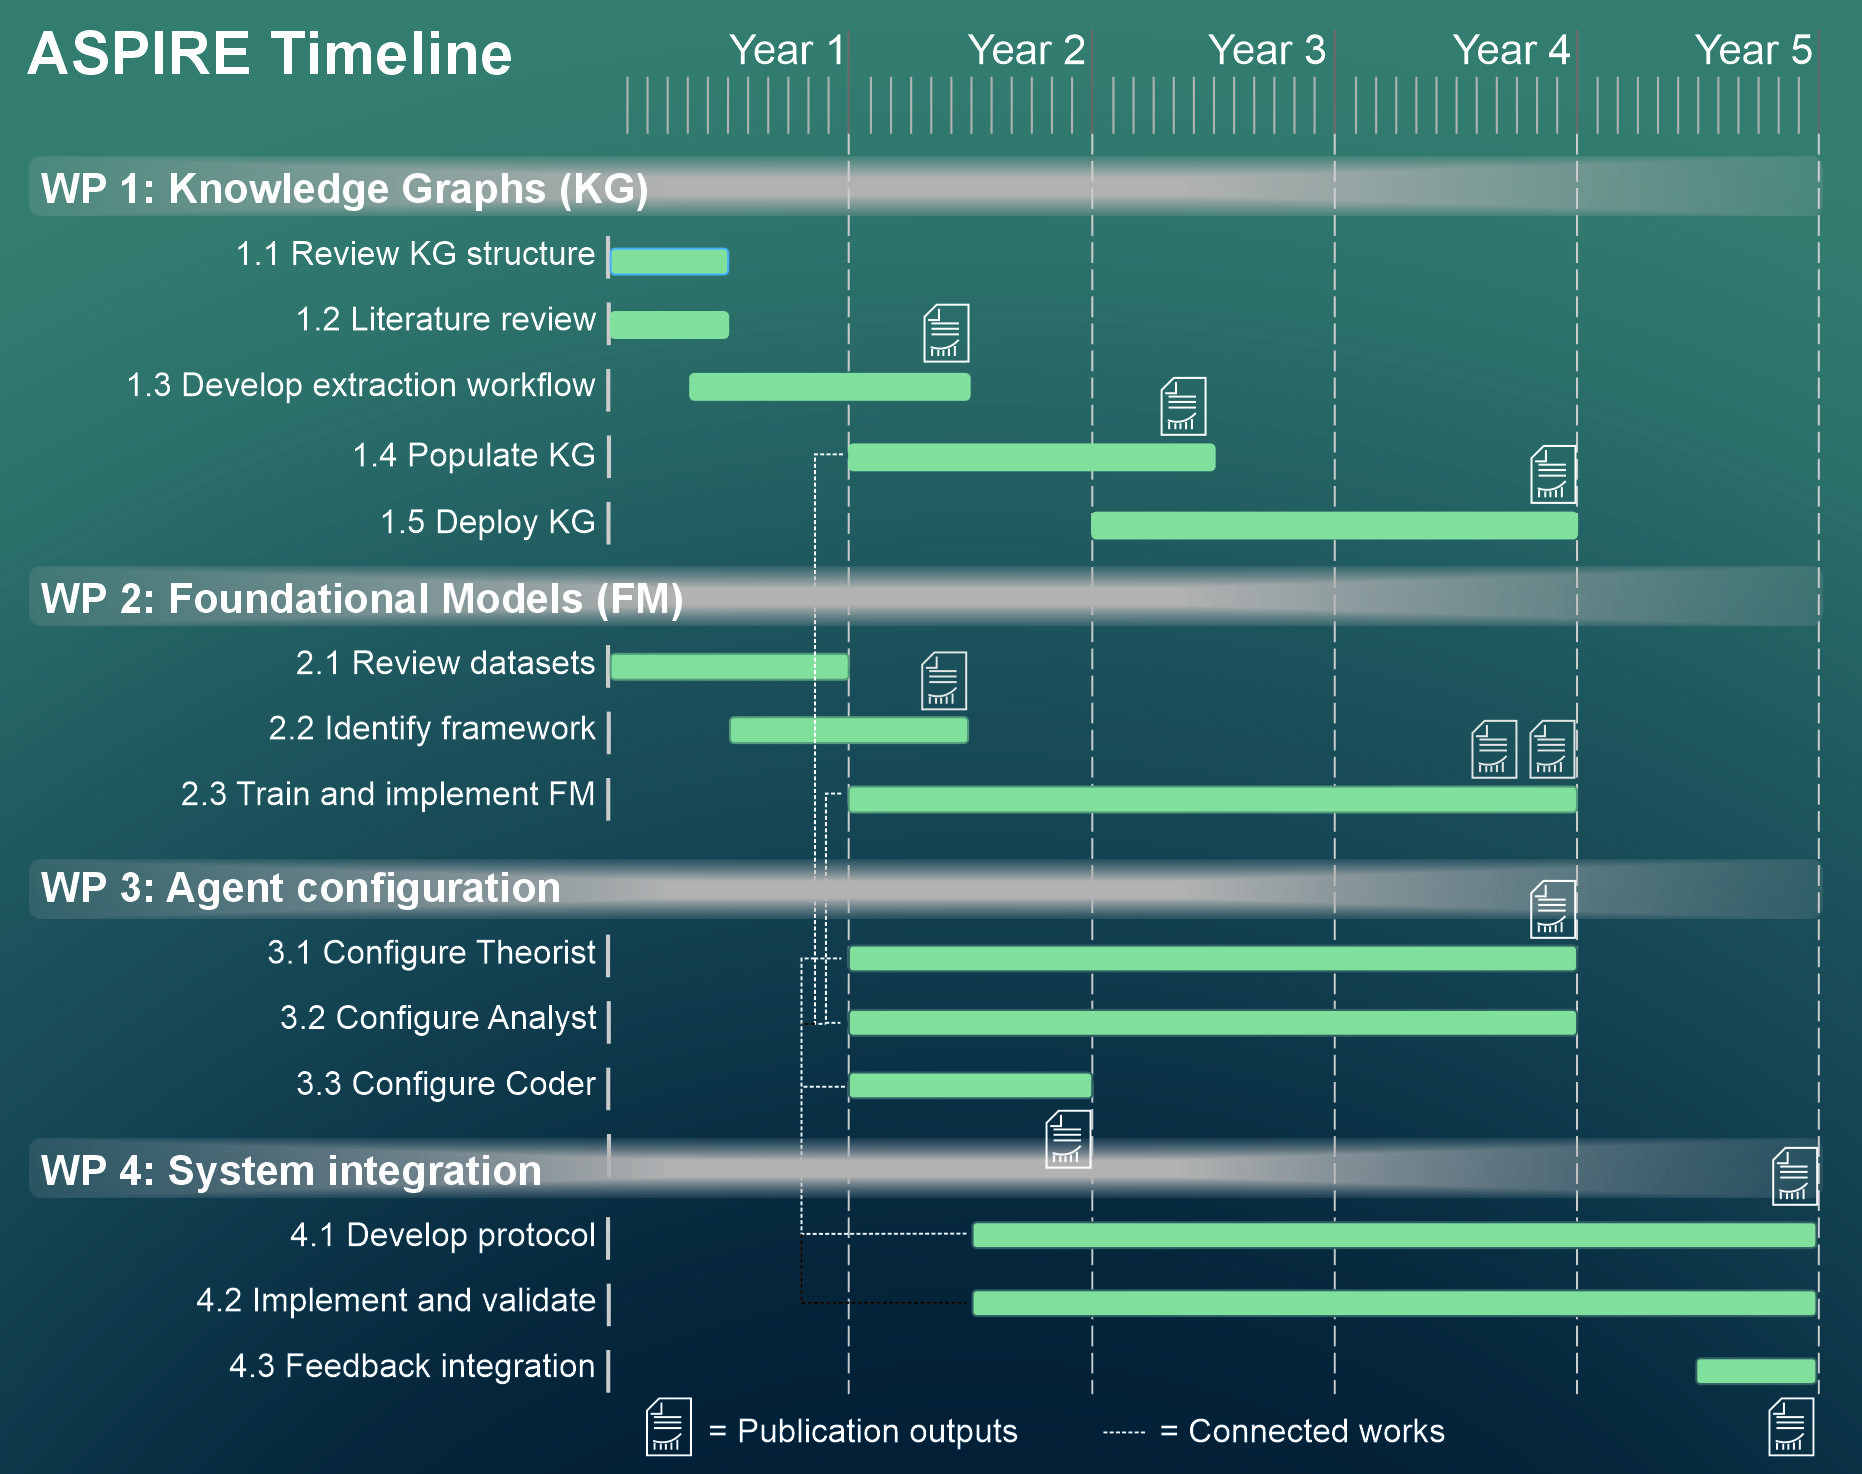 ASPIRE Timeline
Year 1
Year 2
Year 3
Year 4
Year 5
WP 1: Knowledge Graphs (KG)
1.1 Review KG structure
1.2 Literature review
1.3 Develop extraction workflow
1.4 Populate KG
1.5 Deploy KG
WP 2: Foundational Models (FM)
2.1 Review datasets
2.2 Identify framework
2.3 Train and implement FM
WP 3: Agent configuration
3.1 Configure Theorist
3.2 Configure Analyst
3.3 Configure Coder
WP 4: System integration
4.1 Develop protocol
4.2 Implement and validate
4.3 Feedback integration
= Publication outputs
= Connected works